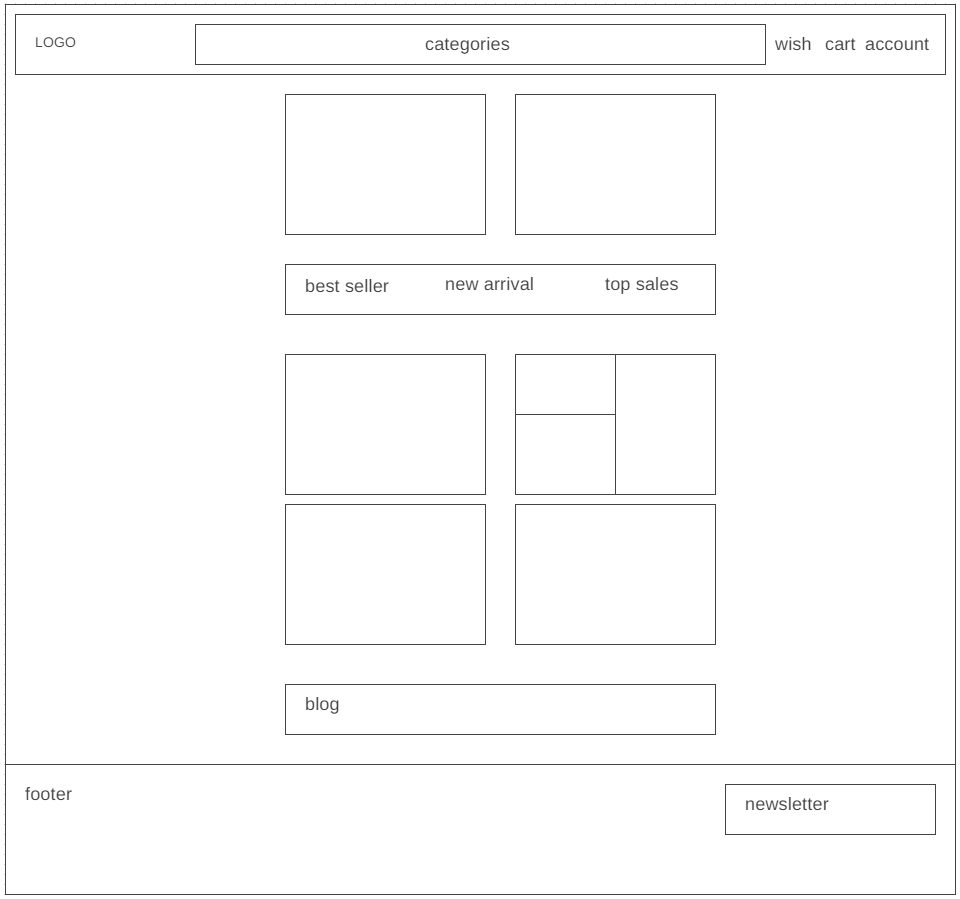 LOGO
categories
wish cart account
best seller
new arrival
top sales
blog
footer
newsletter